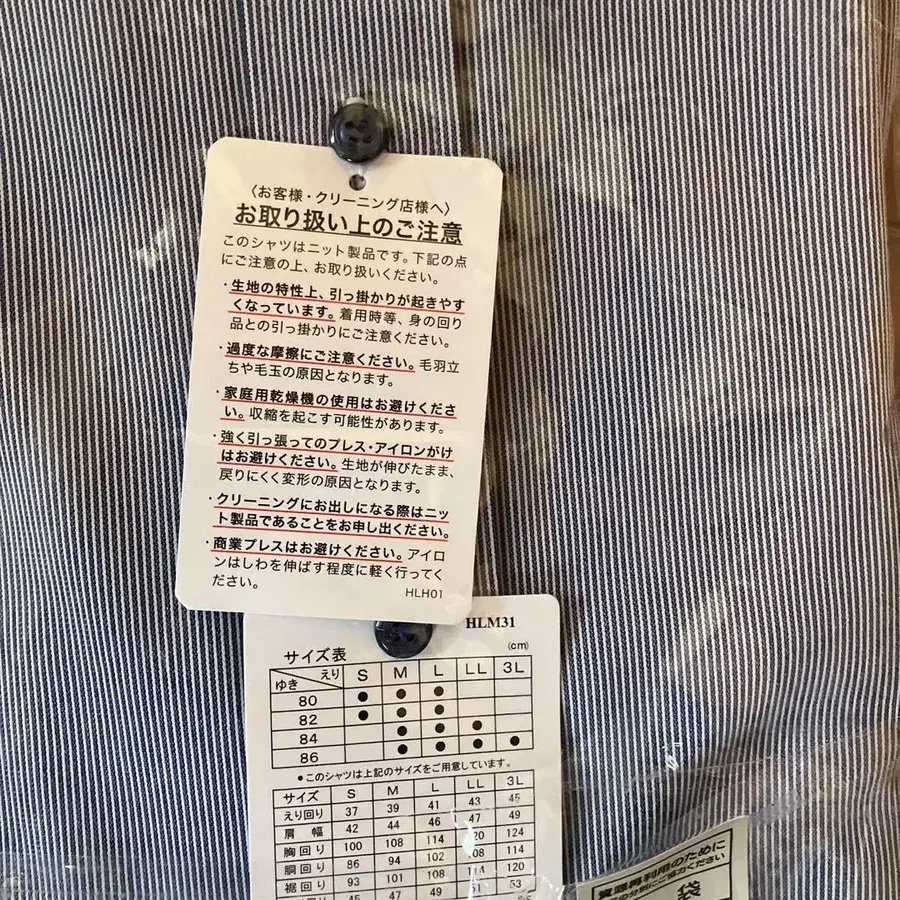 〈お客様・クリーニング店様へ〉
お取り扱い上のご注意
このシャツはニット製品です。下記の点
にご注意の上、お取り扱いください。
・生地の特性上、引っ掛かりが起きやす
くなっています。着用時等、身の回り
品との引っ掛かりにご注意ください。
・過度な摩擦にご注意ください。毛羽立
ちや毛玉の原因となります。
・家庭用乾燥機の使用はお避けくださ
い。収縮を起こす可能性があります。
・強く引っ張ってのプレス・アイロンがけ
はお避けください。生地が伸びたまま、
戻りにくく変形の原因となります。
・クリーニングにお出しになる際はニッ
ト製品であることをお申し出ください。
・商業プレスはお避けください。アイロ
ンはしわを伸ばす程度に軽く行ってく
ださい。
HLH01
HLM31
サイズ表 (cm)
ゆき えり S M L LL 3L
80 ● ● ●
82 ● ● ●
84 ● ● ●
86 ● ● ● ●
●このシャツは上記のサイズをご用意しています。
サイズ S M L LL 3L
えり回り 37 39 41 43 45
肩幅 42 44 46 47 49
胸回り 100 108 114 120 124
胴回り 86 94 102 108 114
裾回り 93 101 109 114 120
45 47 49 51 53
資源再利用のために
の分別にご協力ください
袋